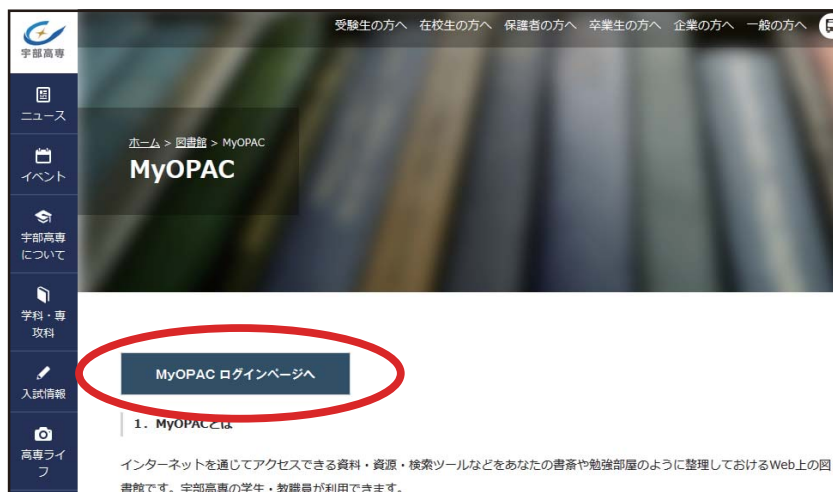 受験生の方へ 在校生の方へ 保護者の方へ 卒業生の方へ 企業の方へ 一般の方へ
宇部高専
ニュース
イベント
宇部高専
について
学科・専
攻科
入試情報
高専ライ
フ
ホーム > 図書館 > MyOPAC
MyOPAC
MyOPAC ログインページへ
1. MyOPACとは
インターネットを通じてアクセスできる資料・資源・検索ツールなどをあなたの書斎や勉強部屋のように整理しておけるWeb上の図
書館です。宇部高専の学生・教職員が利用できます。